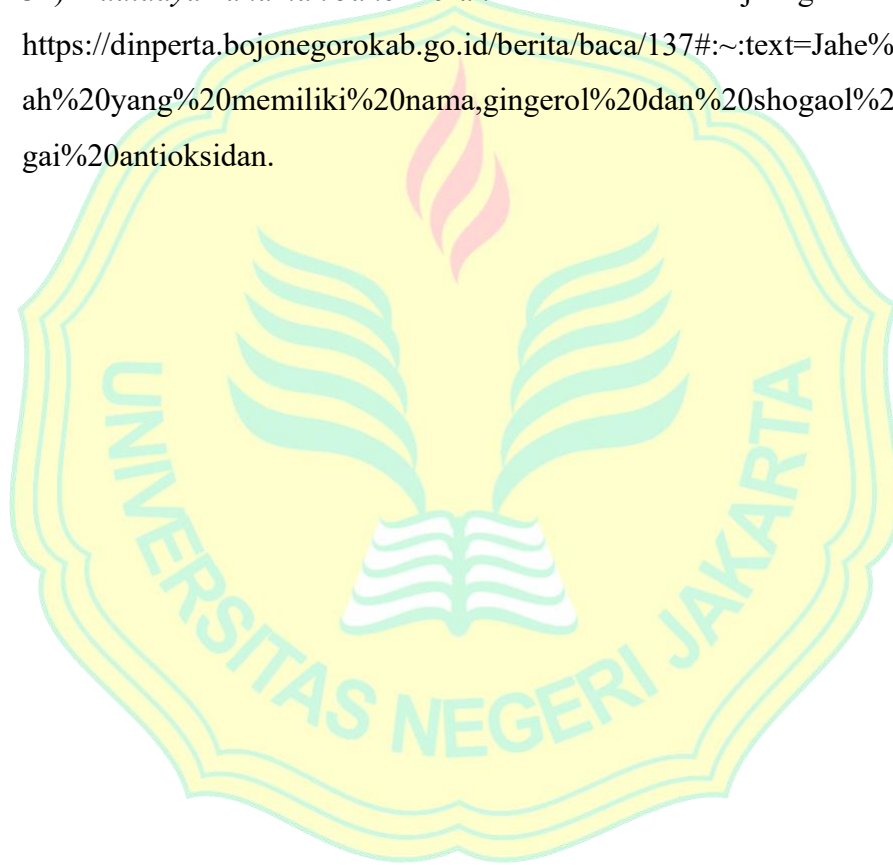 https://dinperta.bojonegorokab.go.id/berita/baca/137#:~:text=Jahe%
ah%20yang%20memiliki%20nama,gingerol%20dan%20shogaol%2
gai%20antioksidan.
UNIVERSITAS NEGERI JAKARTA